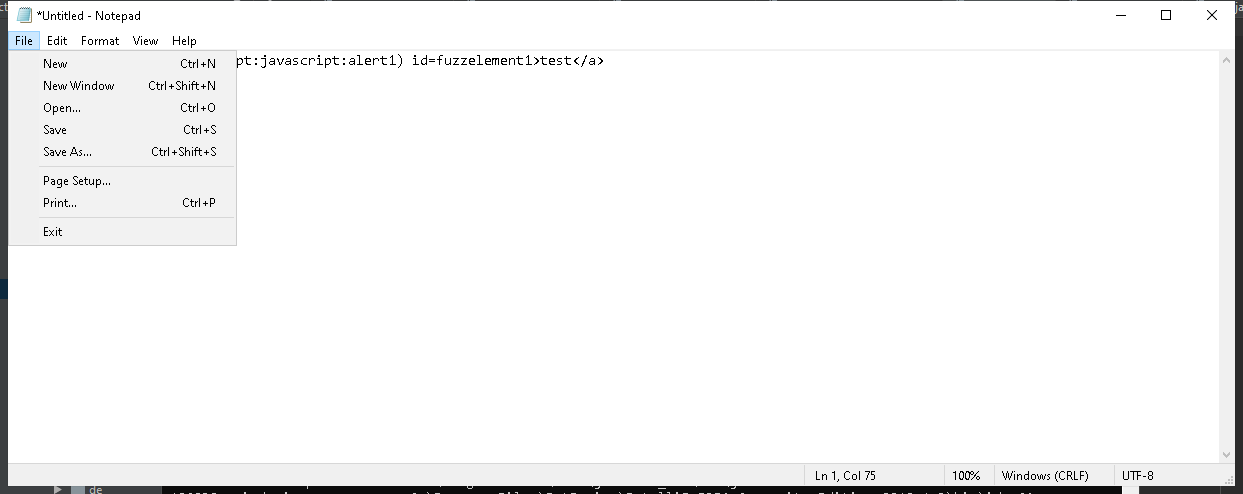 *Untitled - Notepad
File Edit Format View Help
pt:javascript:alert1) id=fuzzelement1>test</a>
New Ctrl+N
New Window Ctrl+Shift+N
Open... Ctrl+O
Save Ctrl+S
Save As... Ctrl+Shift+S
Page Setup...
Print... Ctrl+P
Exit
Ln 1, Col 75 100% Windows (CRLF) UTF-8
de